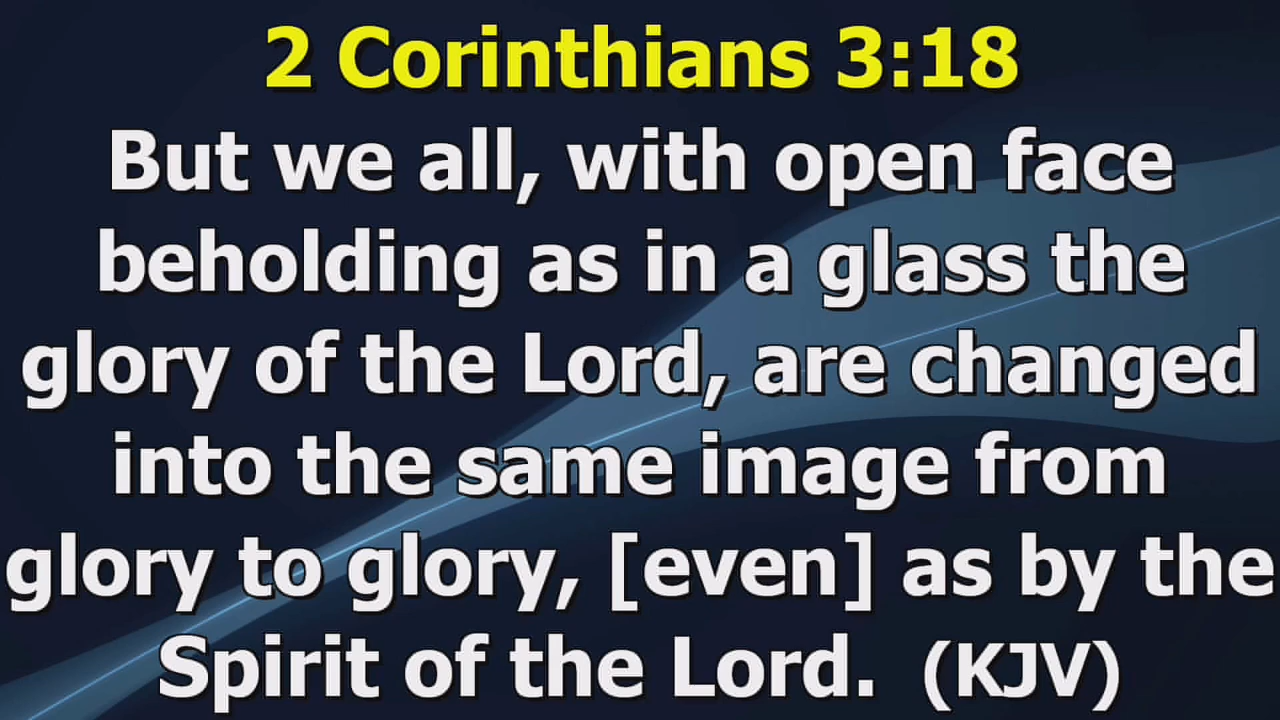 2 Corinthians 3:18
But we all, with open face
beholding as in a glass the
glory of the Lord, are changed
into the same image from
glory to glory, [even] as by the
Spirit of the Lord. (KJV)